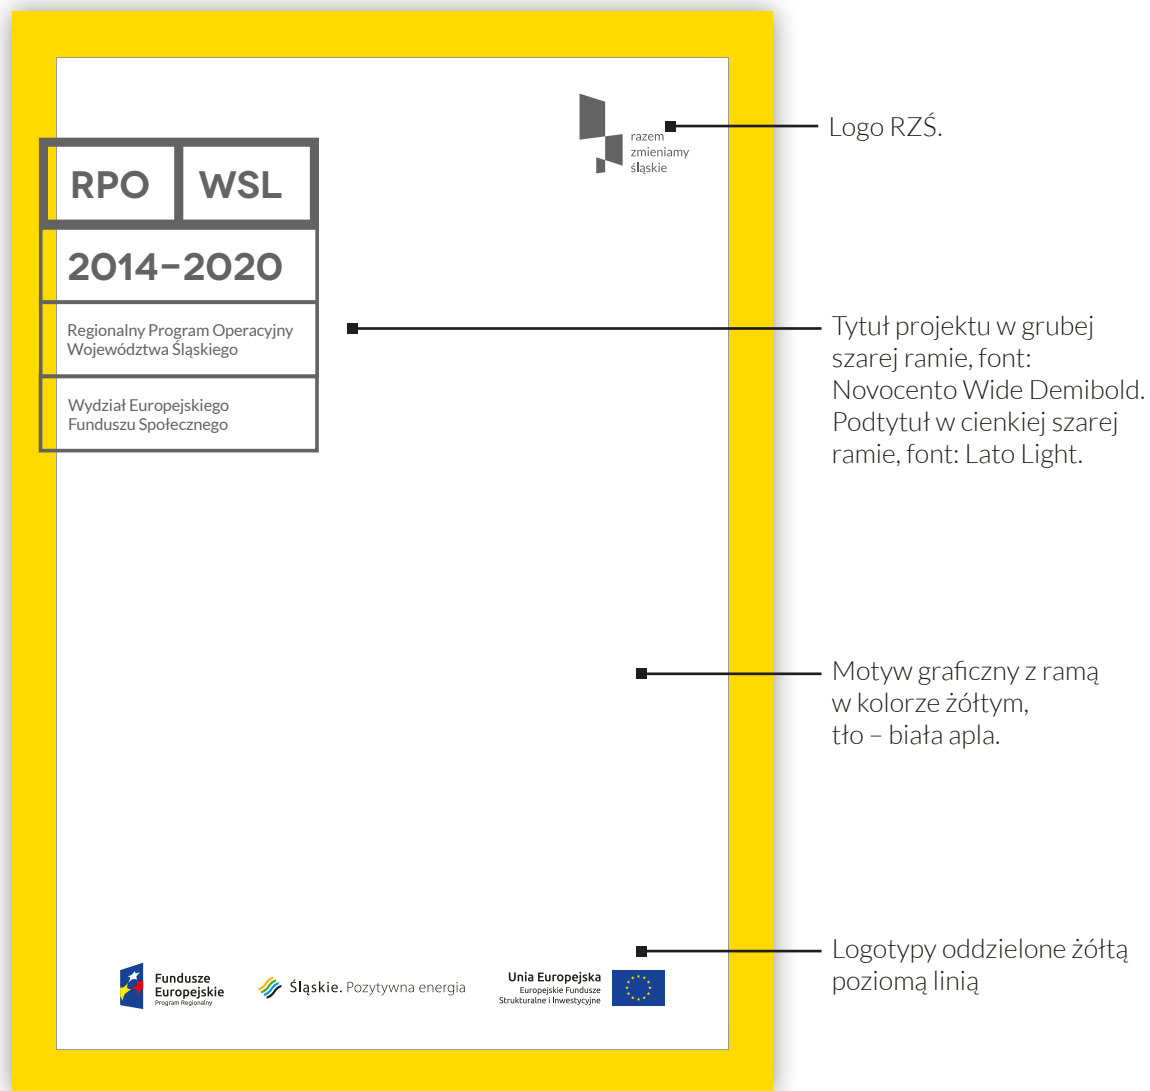 razem
zmieniamy
śląskie
Logo RZŚ.
RPO WSL
2014–2020
Regionalny Program Operacyjny
Województwa Śląskiego
Wydział Europejskiego
Funduszu Społecznego
Tytuł projektu w grubej
szarej ramie, font:
Novocento Wide Demibold.
Podtytuł w cienkiej szarej
ramie, font: Lato Light.
Motyw graficzny z ramą
w kolorze żółtym,
tło – biała apla.
Logotypy oddzielone żółtą
poziomą linią
Fundusze
Europejskie
Program Regionalny
Śląskie. Pozytywna energia
Unia Europejska
Europejskie Fundusze
Strukturalne i Inwestycyjne